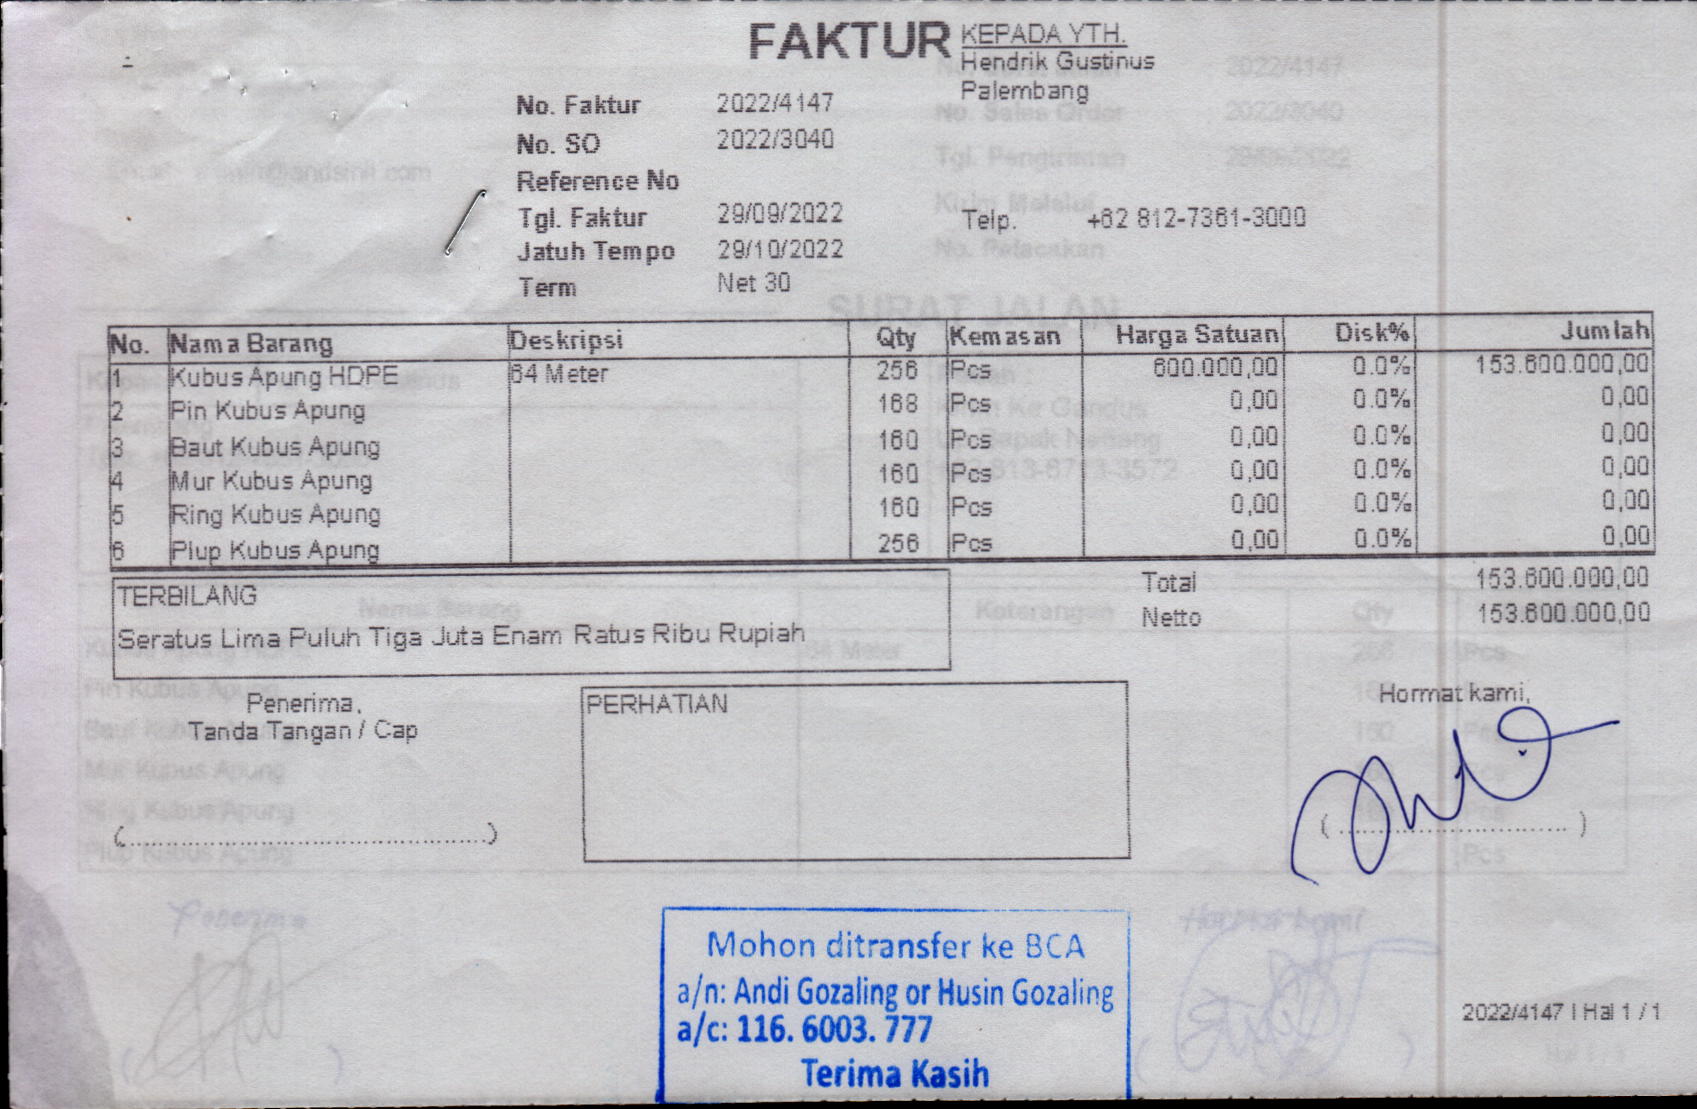 FAKTUR
KEPADA YTH.
Hendrik Gustinus
Palembang
No. Faktur 2022/4147
No. SO 2022/3040
Reference No
Tgl. Faktur 29/09/2022
Telp. +62 812-7361-3000
Jatuh Tempo 29/10/2022
Term Net 30
No. Nama Barang Deskripsi Qty Kemasan Harga Satuan Disk% Jumlah
1 Kubus Apung HDPE 64 Meter 256 Pcs 600.000,00 0.0% 153.600.000,00
2 Pin Kubus Apung 168 Pcs 0,00 0.0% 0,00
3 Baut Kubus Apung 160 Pcs 0,00 0.0% 0,00
4 Mur Kubus Apung 160 Pcs 0,00 0.0% 0,00
5 Ring Kubus Apung 160 Pcs 0,00 0.0% 0,00
6 Plup Kubus Apung 256 Pcs 0,00 0.0% 0,00
Total 153.600.000,00
Netto 153.600.000,00
TERBILANG
Seratus Lima Puluh Tiga Juta Enam Ratus Ribu Rupiah
Penerima,
Tanda Tangan / Cap
PERHATIAN
Hormat kami,
Mohon ditransfer ke BCA
a/n: Andi Gozaling or Husin Gozaling
a/c: 116. 6003. 777
Terima Kasih
2022/4147 | Hal 1 / 1